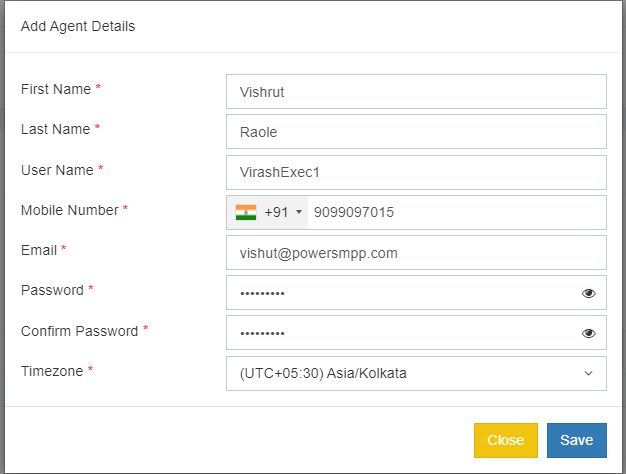 Add Agent Details
First Name * Vishrut
Last Name * Raole
User Name * VirashExec1
Mobile Number * +91 9099097015
Email * vishut@powersmpp.com
Password * •••••••••
Confirm Password * •••••••••
Timezone * (UTC+05:30) Asia/Kolkata
Close Save